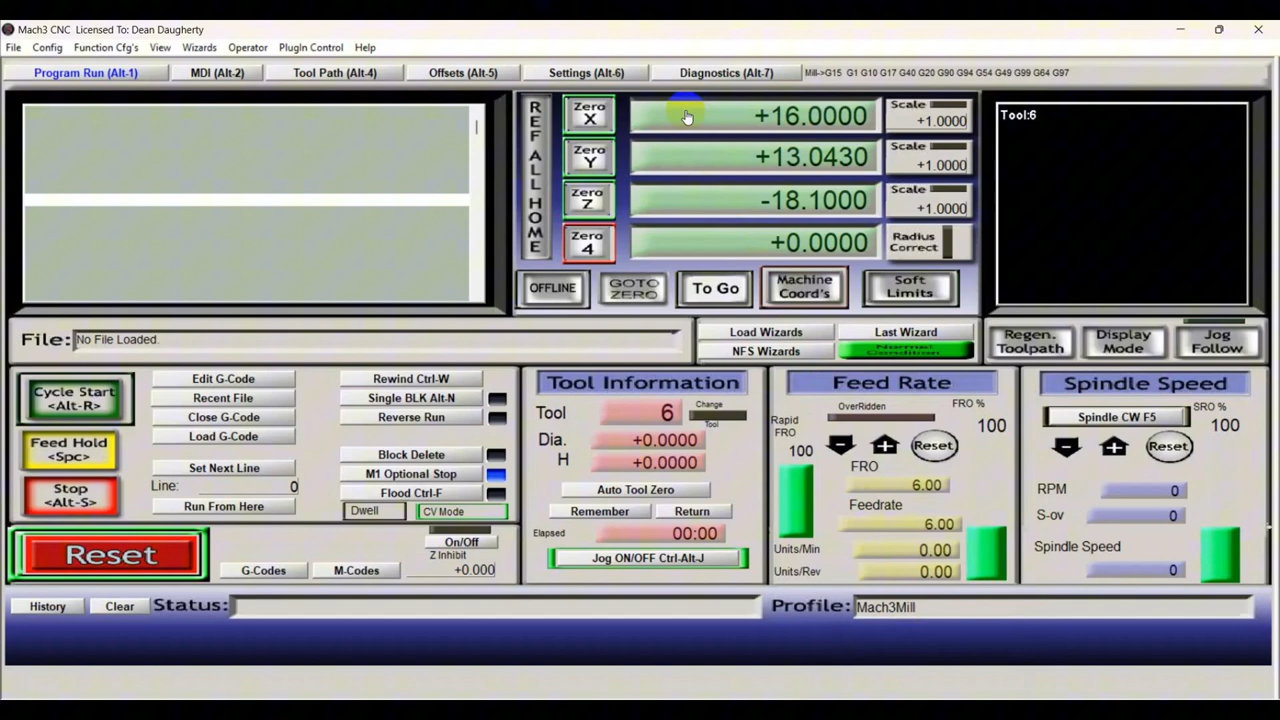 Mach3 CNC Licensed To: Dean Daugherty
File Config Function Cfg's View Wizards Operator PlugIn Control Help
Program Run (Alt-1) MDI (Alt-2) Tool Path (Alt-4) Offsets (Alt-5) Settings (Alt-6) Diagnostics (Alt-7) Mill->G15 G1 G10 G17 G40 G20 G90 G94 G54 G49 G99 G64 G97
REF ALL HOME
Zero X +16.0000 Scale +1.0000
Zero Y +13.0430 Scale +1.0000
Zero Z -18.1000 Scale +1.0000
Zero 4 +0.0000 Radius Correct
OFFLINE GOTO ZERO To Go Machine Coord's Soft Limits
Tool:6
File: No File Loaded.
Load Wizards Last Wizard
NFS Wizards Normal Condition
Regen. Toolpath Display Mode Jog Follow
Cycle Start <Alt-R>
Feed Hold <Spc>
Stop <Alt-S>
Reset
Edit G-Code
Recent File
Close G-Code
Load G-Code
Set Next Line
Line: 0
Run From Here
Rewind Ctrl-W
Single BLK Alt-N
Reverse Run
Block Delete
M1 Optional Stop
Flood Ctrl-F
Dwell CV Mode
On/Off
Z Inhibit
+0.000
G-Codes M-Codes
Tool Information
Tool 6 Change Tool
Dia. +0.0000
H +0.0000
Auto Tool Zero
Remember Return
Elapsed 00:00
Jog ON/OFF Ctrl-Alt-J
Feed Rate
OverRidden FRO %
Rapid FRO 100
100
Reset
FRO
6.00
Feedrate
6.00
Units/Min 0.00
Units/Rev 0.00
Spindle Speed
Spindle CW F5 SRO %
100
Reset
RPM 0
S-ov 0
Spindle Speed
0
History Clear Status: Profile: Mach3Mill